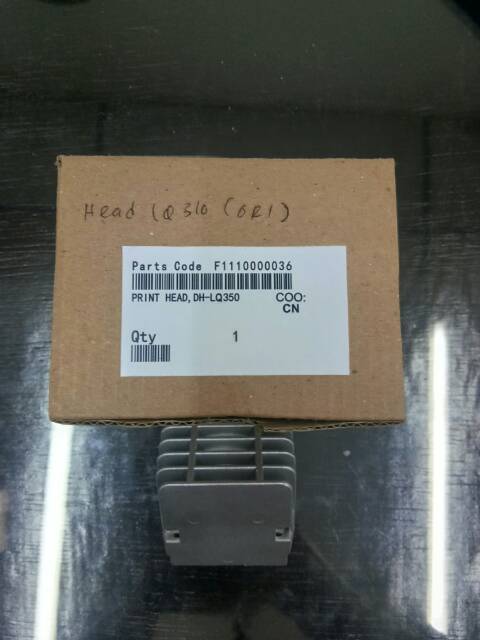 Head LQ310 (ORI)
Parts Code F1110000036
PRINT HEAD,DH-LQ350 COO:
CN
Qty 1